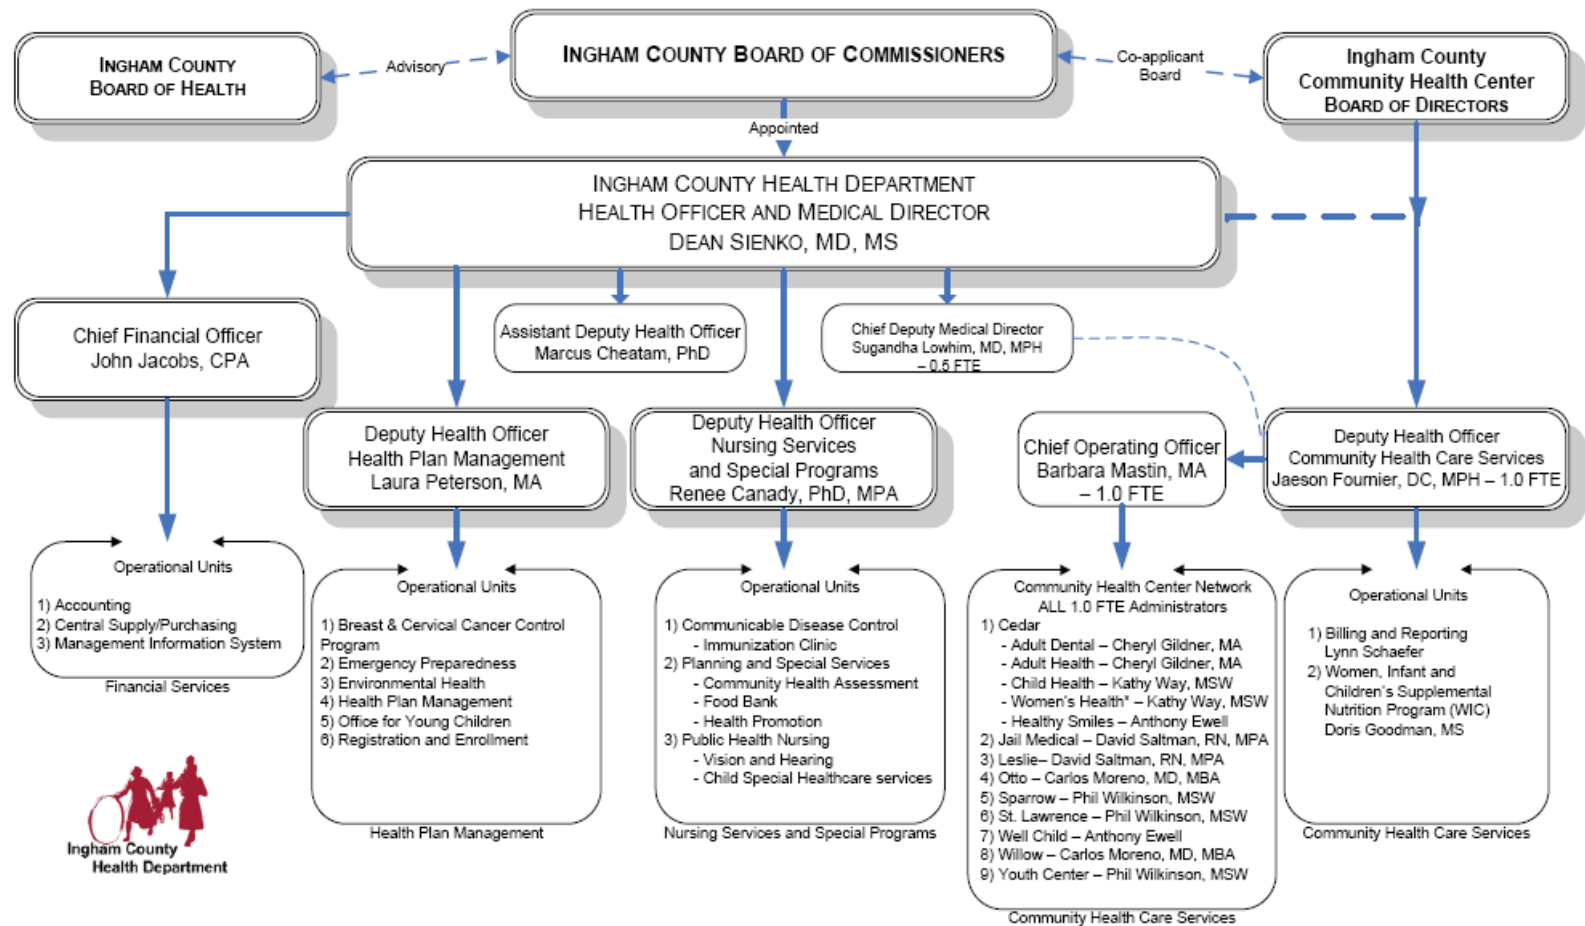 INGHAM COUNTY
BOARD OF HEALTH
Advisory
INGHAM COUNTY BOARD OF COMMISSIONERS
Co-applicant
Board
Ingham County
Community Health Center
BOARD OF DIRECTORS
Appointed
INGHAM COUNTY HEALTH DEPARTMENT
HEALTH OFFICER AND MEDICAL DIRECTOR
DEAN SIENKO, MD, MS
Chief Financial Officer
John Jacobs, CPA
Assistant Deputy Health Officer
Marcus Cheatam, PhD
Chief Deputy Medical Director
Sugandha Lowhim, MD, MPH
– 0.5 FTE
Deputy Health Officer
Health Plan Management
Laura Peterson, MA
Deputy Health Officer
Nursing Services
and Special Programs
Renee Canady, PhD, MPA
Chief Operating Officer
Barbara Mastin, MA
– 1.0 FTE
Deputy Health Officer
Community Health Care Services
Jaeson Fournier, DC, MPH – 1.0 FTE
Operational Units
1) Accounting
2) Central Supply/Purchasing
3) Management Information System
Financial Services
Operational Units
1) Breast & Cervical Cancer Control
Program
2) Emergency Preparedness
3) Environmental Health
4) Health Plan Management
5) Office for Young Children
6) Registration and Enrollment
Health Plan Management
Operational Units
1) Communicable Disease Control
- Immunization Clinic
2) Planning and Special Services
- Community Health Assessment
- Food Bank
- Health Promotion
3) Public Health Nursing
- Vision and Hearing
- Child Special Healthcare services
Nursing Services and Special Programs
Community Health Center Network
ALL 1.0 FTE Administrators
1) Cedar
- Adult Dental – Cheryl Gildner, MA
- Adult Health – Cheryl Gildner, MA
- Child Health – Kathy Way, MSW
- Women's Health* – Kathy Way, MSW
- Healthy Smiles – Anthony Ewell
2) Jail Medical – David Saltman, RN, MPA
3) Leslie– David Saltman, RN, MPA
4) Otto – Carlos Moreno, MD, MBA
5) Sparrow – Phil Wilkinson, MSW
6) St. Lawrence – Phil Wilkinson, MSW
7) Well Child – Anthony Ewell
8) Willow – Carlos Moreno, MD, MBA
9) Youth Center – Phil Wilkinson, MSW
Community Health Care Services
Operational Units
1) Billing and Reporting
Lynn Schaefer
2) Women, Infant and
Children's Supplemental
Nutrition Program (WIC)
Doris Goodman, MS
Community Health Care Services
Ingham County
Health Department